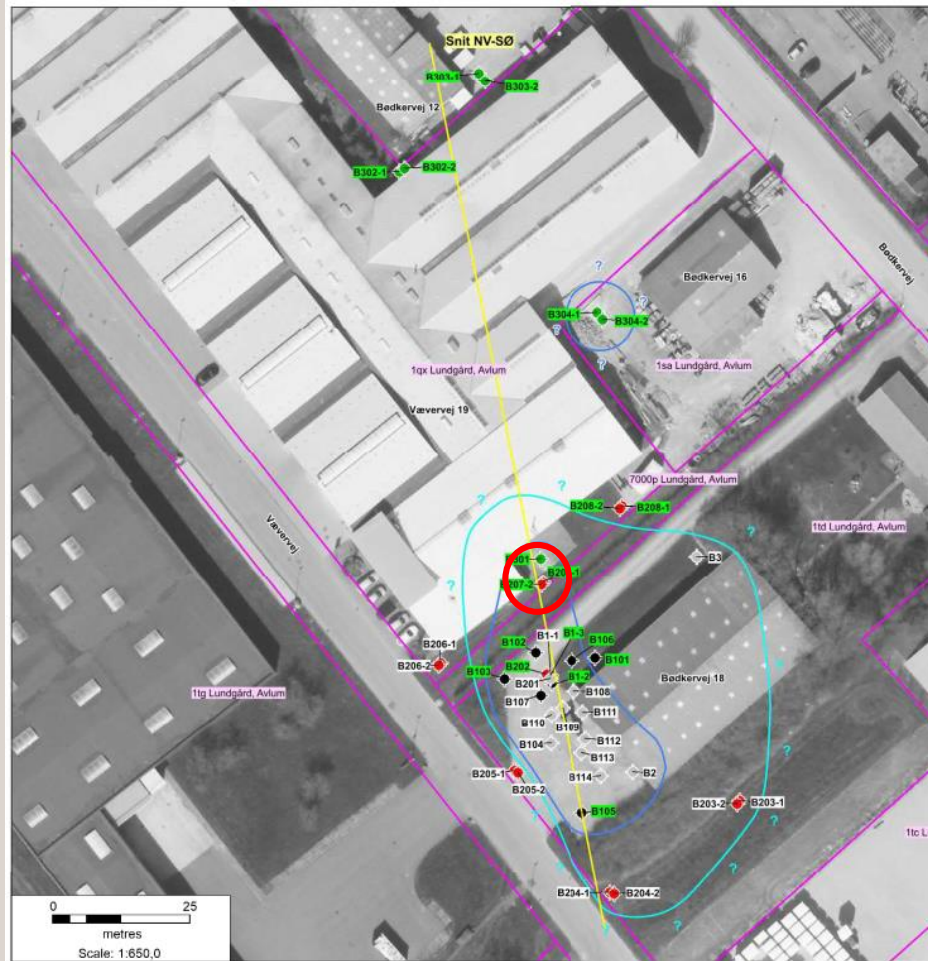 Snit NV-SØ
B303-1
B303-2
Bødkervej 12
B302-1
B302-2
Bødkervej
Bødkervej 16
?
?
B304-1
B304-2
?
?
1sa Lundgård, Avlum
1qx Lundgård, Avlum
Vævervej 19
7000p Lundgård, Avlum
?
?
B208-2
B208-1
Vævervej
1td Lundgård, Avlum
?
B3
?
B207-2
B102
B1-1
B1-3
B106
B101
B206-1
B206-2
B202
B103
B201
B1-2
B108
Bødkervej 18
?
1tg Lundgård, Avlum
B107
B111
B110
B109
B104
B112
B113
?
B205-1
B114
B2
B205-2
?
B105
B203-2
B203-1
?
1tc L
B204-1
B204-2
?
?
?
0
25
metres
Scale: 1:650,0